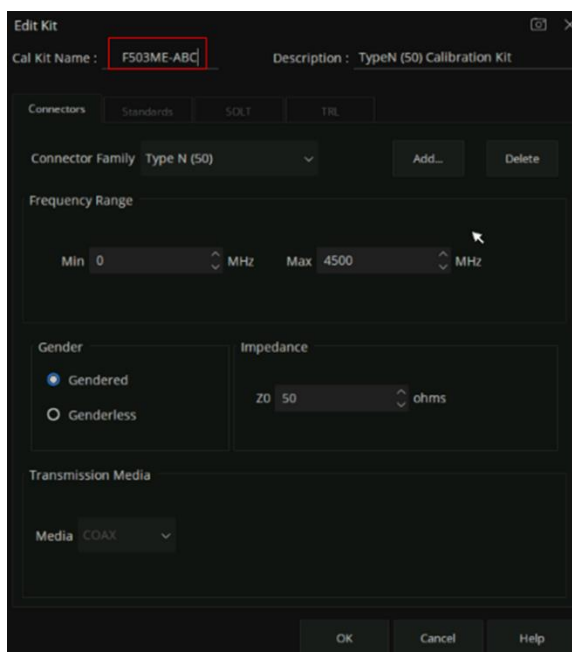 Edit Kit
Cal Kit Name : F503ME-ABC Description : TypeN (50) Calibration Kit
Connectors Standards SOLT TRL
Connector Family Type N (50) Add... Delete
Frequency Range
Min 0 MHz Max 4500 MHz
Gender Impedance
Gendered
Z0 50 ohms
Genderless
Transmission Media
Media COAX
OK Cancel Help